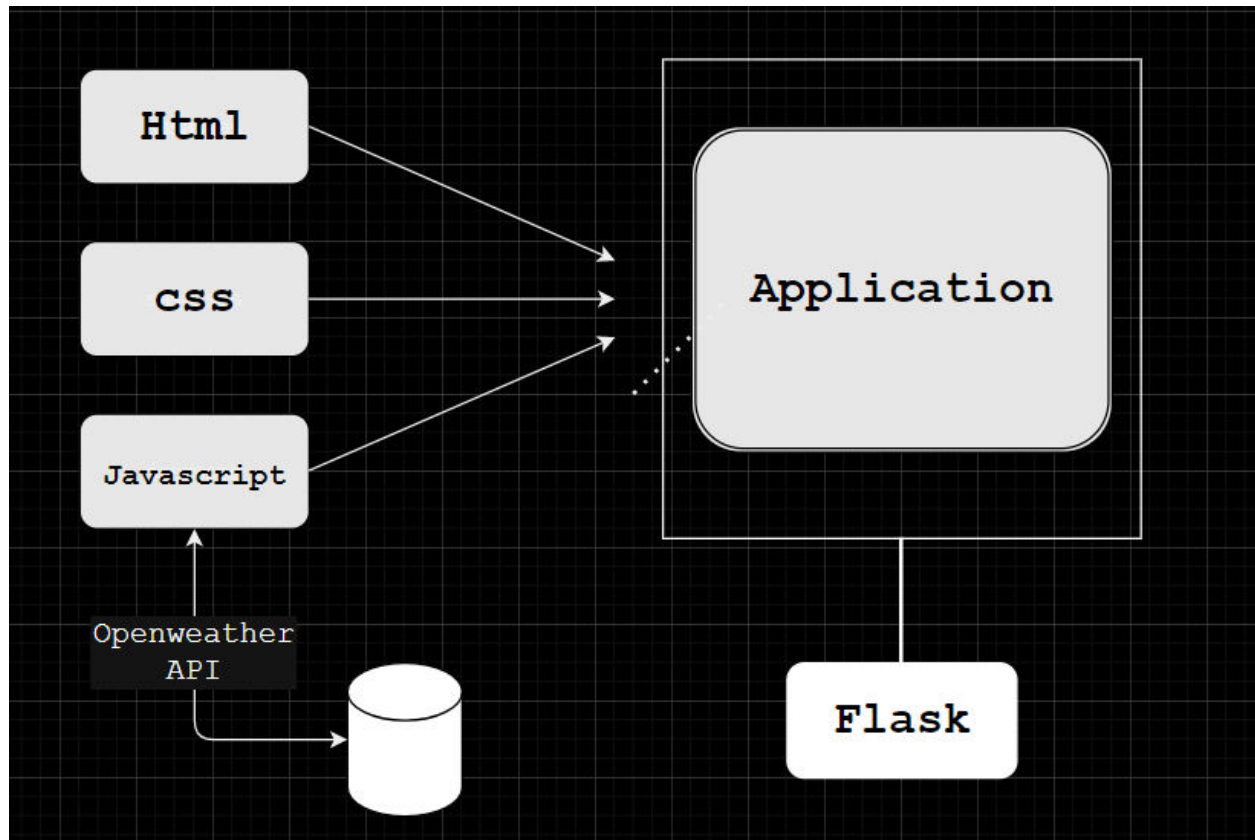 Html
css
Application
Javascript
Openweather
API
Flask